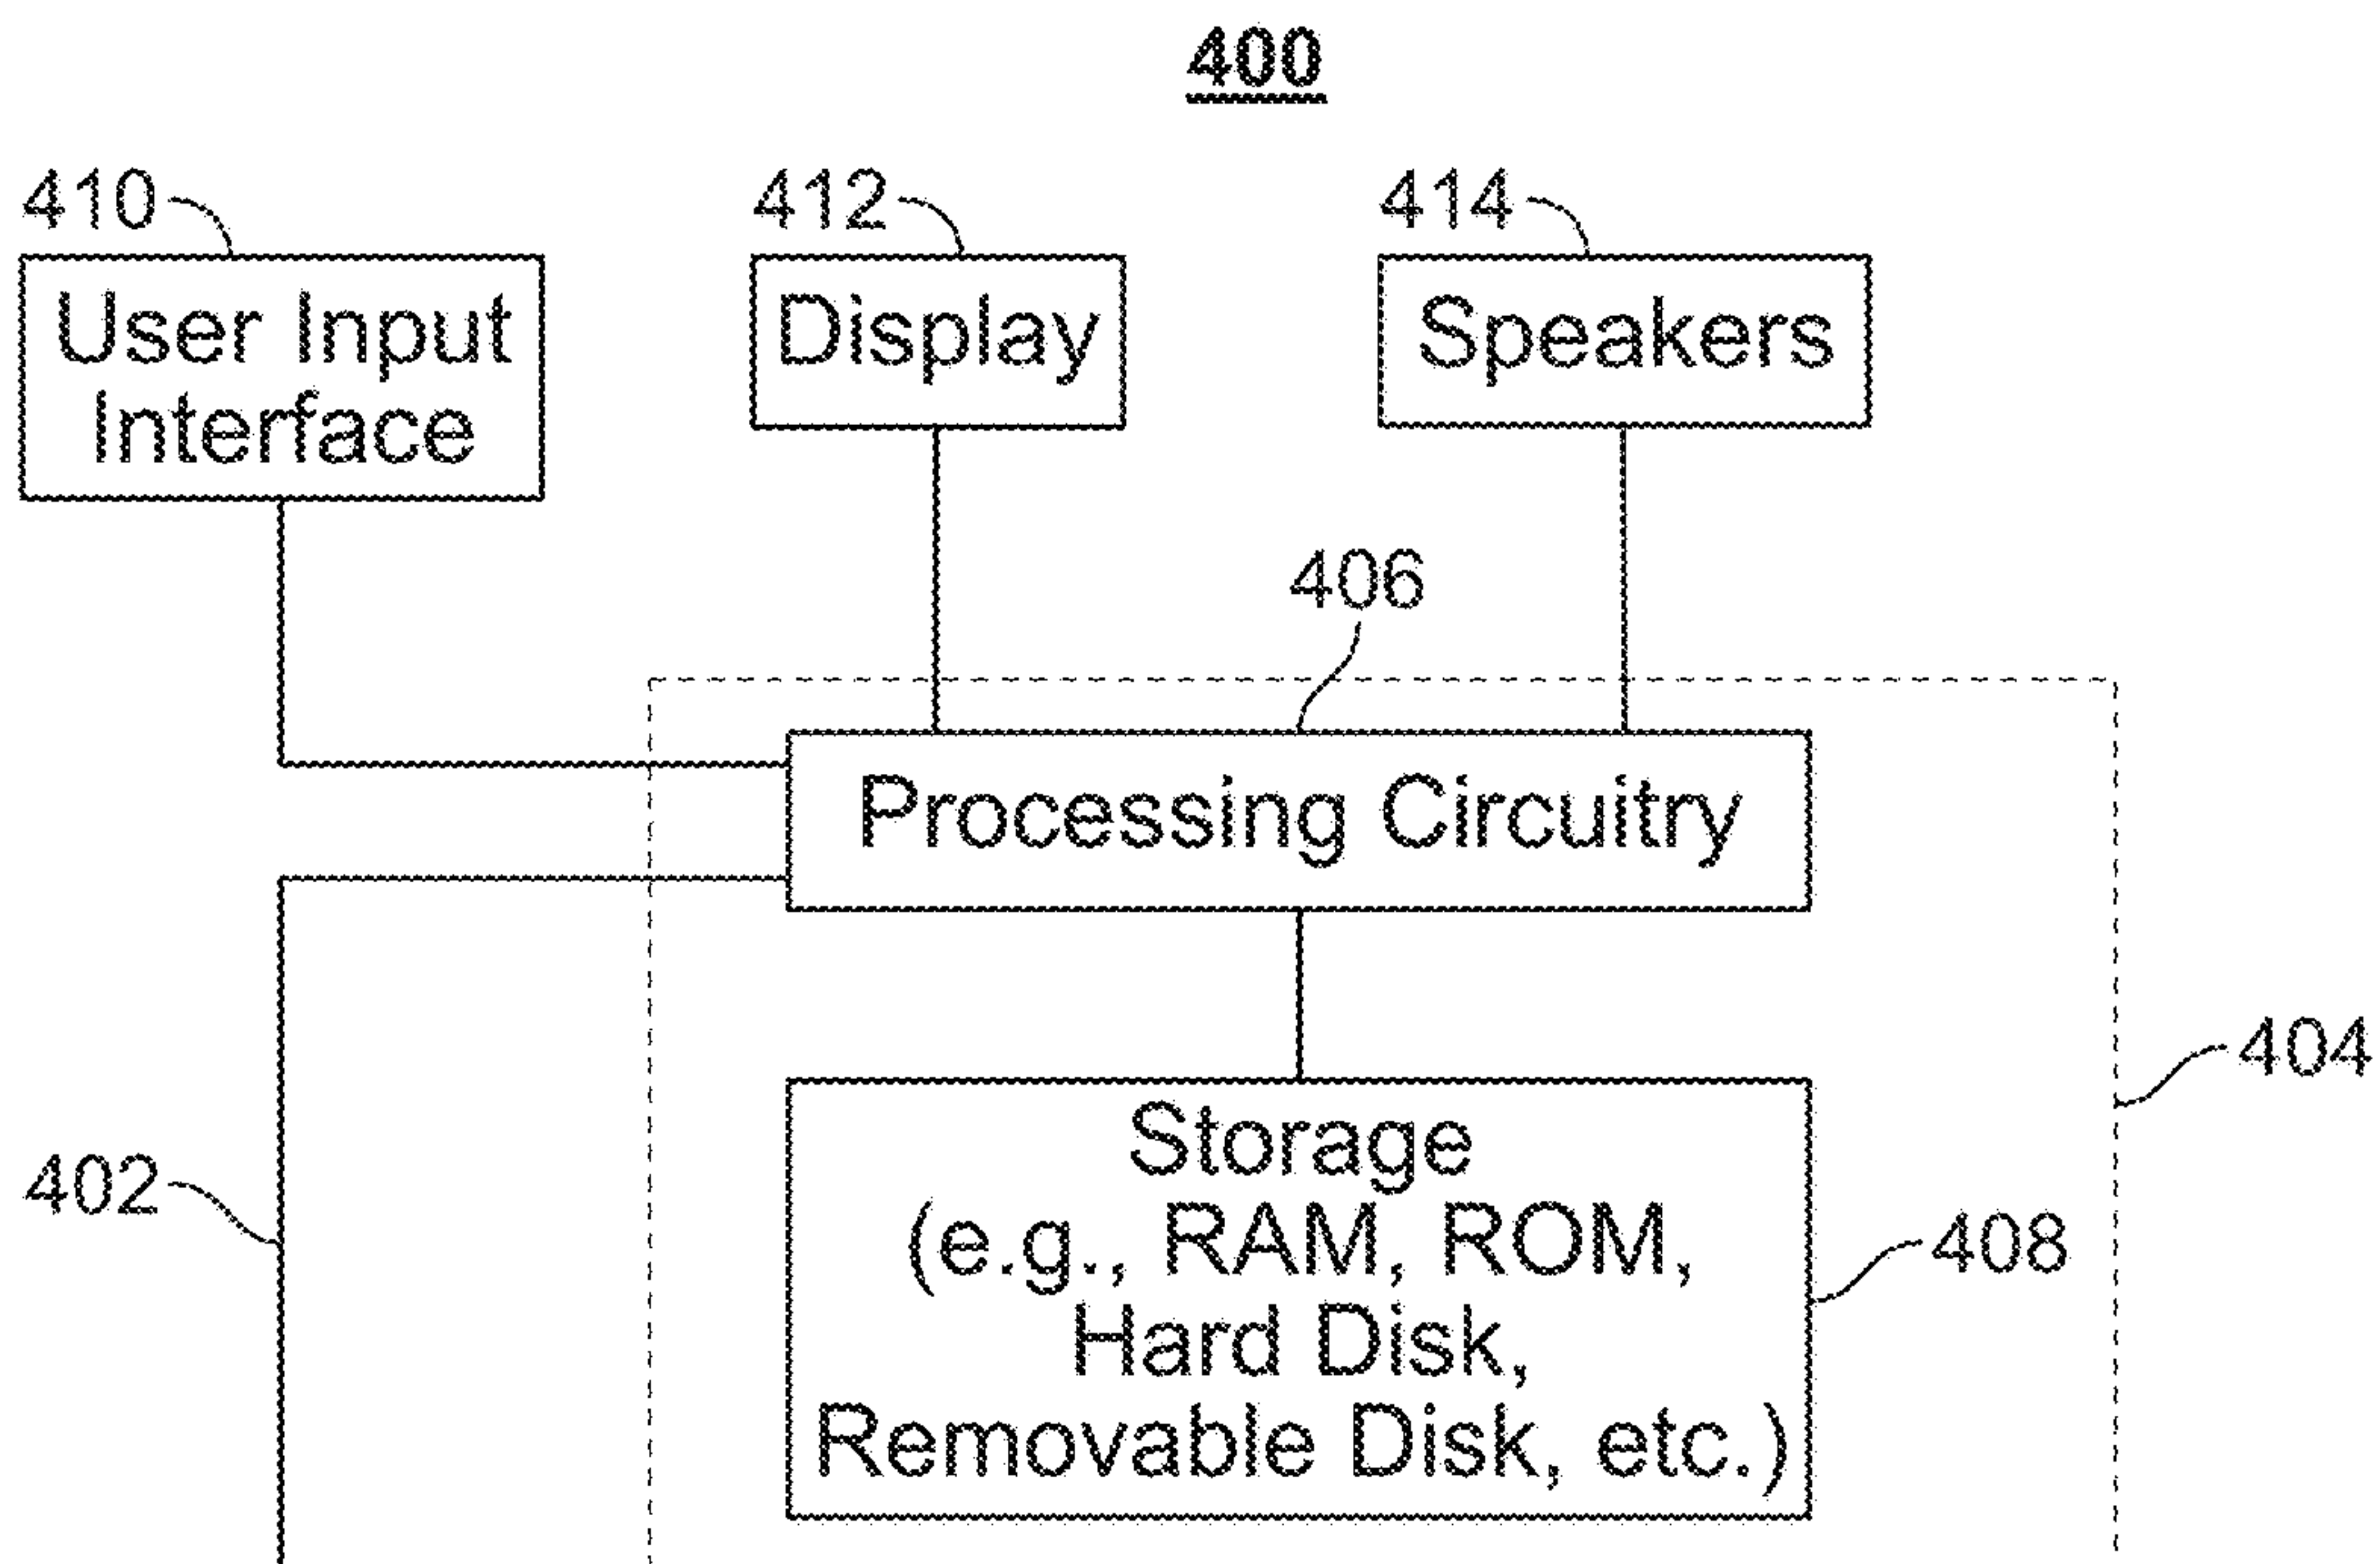 400
410
412
414
User Input
Interface
Display
Speakers
406
Processing Circuitry
404
402
Storage
(e.g., RAM, ROM,
Hard Disk,
Removable Disk, etc.)
408